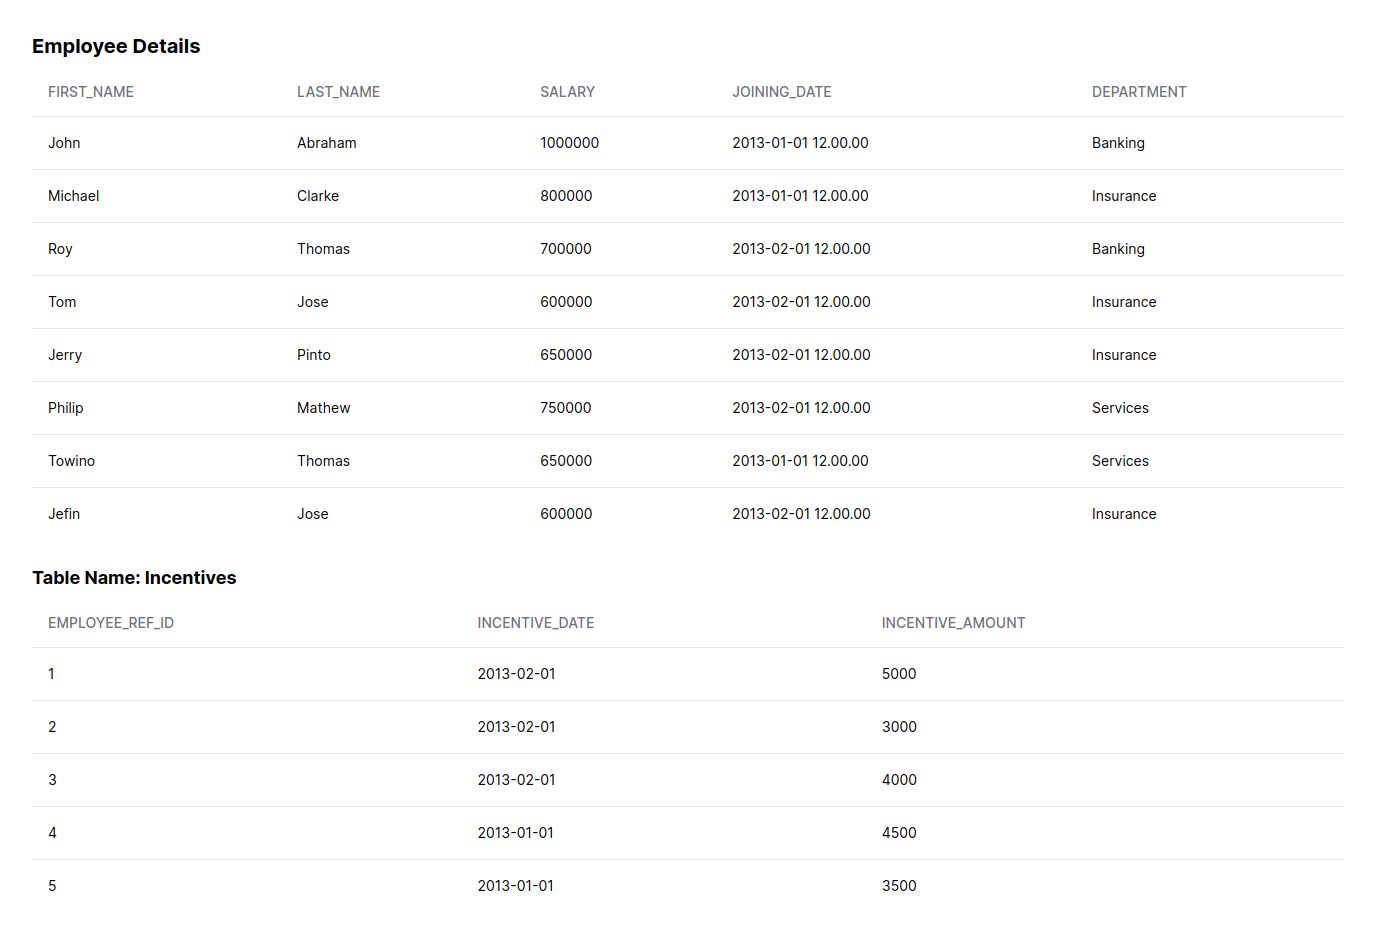 Employee Details
FIRST_NAME LAST_NAME SALARY JOINING_DATE DEPARTMENT
John Abraham 1000000 2013-01-01 12.00.00 Banking
Michael Clarke 800000 2013-01-01 12.00.00 Insurance
Roy Thomas 700000 2013-02-01 12.00.00 Banking
Tom Jose 600000 2013-02-01 12.00.00 Insurance
Jerry Pinto 650000 2013-02-01 12.00.00 Insurance
Philip Mathew 750000 2013-02-01 12.00.00 Services
Towino Thomas 650000 2013-01-01 12.00.00 Services
Jefin Jose 600000 2013-02-01 12.00.00 Insurance
Table Name: Incentives
EMPLOYEE_REF_ID INCENTIVE_DATE INCENTIVE_AMOUNT
1 2013-02-01 5000
2 2013-02-01 3000
3 2013-02-01 4000
4 2013-01-01 4500
5 2013-01-01 3500